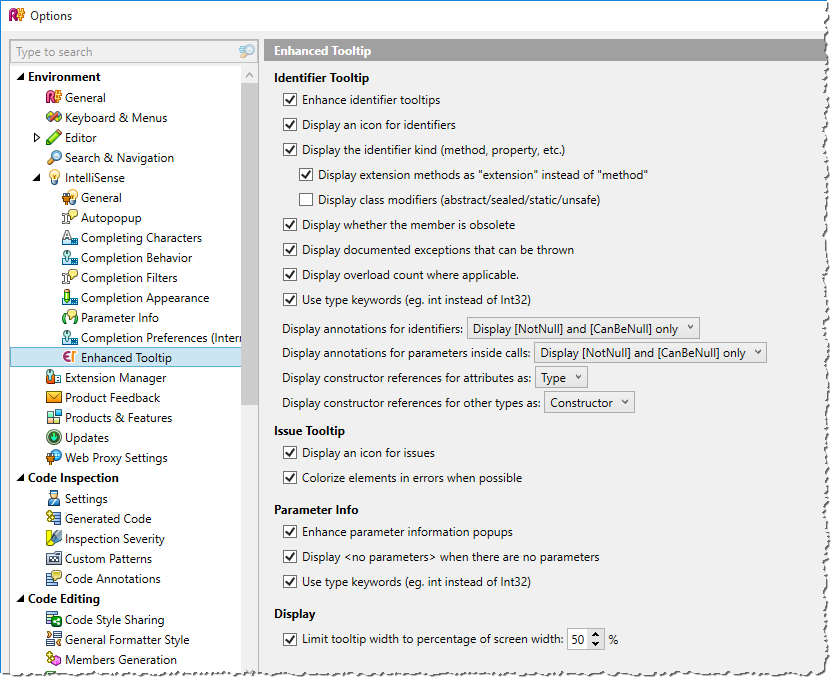 Options
Type to search
Environment
General
Keyboard & Menus
Editor
Search & Navigation
IntelliSense
General
Autopopup
Completing Characters
Completion Behavior
Completion Filters
Completion Appearance
Parameter Info
Completion Preferences (Intern
Enhanced Tooltip
Extension Manager
Product Feedback
Products & Features
Updates
Web Proxy Settings
Code Inspection
Settings
Generated Code
Inspection Severity
Custom Patterns
Code Annotations
Code Editing
Code Style Sharing
General Formatter Style
Members Generation
Enhanced Tooltip
Identifier Tooltip
Enhance identifier tooltips
Display an icon for identifiers
Display the identifier kind (method, property, etc.)
Display extension methods as "extension" instead of "method"
Display class modifiers (abstract/sealed/static/unsafe)
Display whether the member is obsolete
Display documented exceptions that can be thrown
Display overload count where applicable.
Use type keywords (eg. int instead of Int32)
Display annotations for identifiers: Display [NotNull] and [CanBeNull] only
Display annotations for parameters inside calls: Display [NotNull] and [CanBeNull] only
Display constructor references for attributes as: Type
Display constructor references for other types as: Constructor
Issue Tooltip
Display an icon for issues
Colorize elements in errors when possible
Parameter Info
Enhance parameter information popups
Display <no parameters> when there are no parameters
Use type keywords (eg. int instead of Int32)
Display
Limit tooltip width to percentage of screen width: 50 %